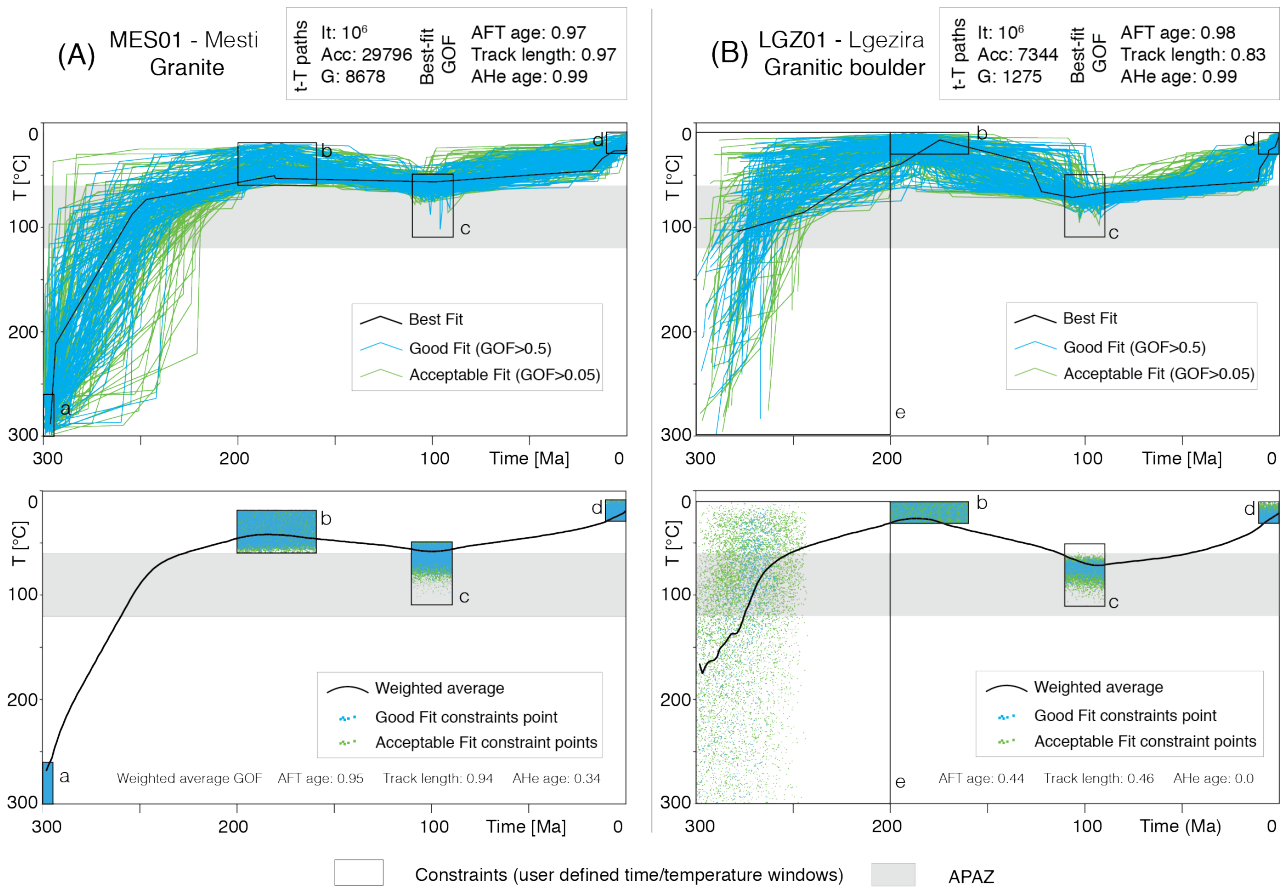 (A) MES01 - Mesti
Granite
t-T paths
It: 10⁶
Acc: 29796
G: 8678
Best-fit
GOF
AFT age: 0.97
Track length: 0.97
AHe age: 0.99
(B) LGZ01 - Lgezira
Granitic boulder
t-T paths
It: 10⁶
Acc: 7344
G: 1275
Best-fit
GOF
AFT age: 0.98
Track length: 0.83
AHe age: 0.99
0
T [°C]
100
200
300
a
b
c
d
Best Fit
Good Fit (GOF>0.5)
Acceptable Fit (GOF>0.05)
300
200
100
Time [Ma]
0
0
T [°C]
100
200
300
b
c
d
e
Best Fit
Good Fit (GOF>0.5)
Acceptable Fit (GOF>0.05)
300
200
100
Time [Ma]
0
0
T [°C]
100
200
300
a
b
c
d
Weighted average
Good Fit constraints point
Acceptable Fit constraint points
Weighted average GOF AFT age: 0.95 Track length: 0.94 AHe age: 0.34
300
200
100
Time [Ma]
0
0
T [°C]
100
200
300
b
c
d
e
Weighted average
Good Fit constraints point
Acceptable Fit constraint points
AFT age: 0.44 Track length: 0.46 AHe age: 0.0
300
200
100
Time (Ma)
0
Constraints (user defined time/temperature windows)
APAZ